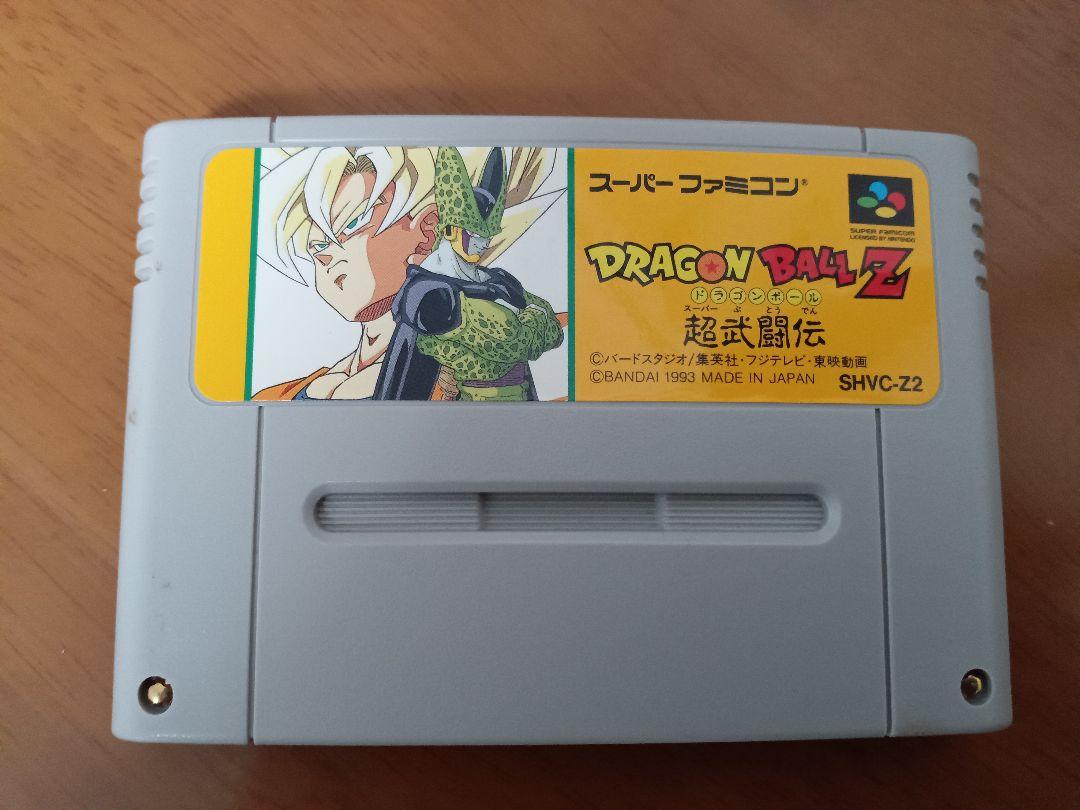 スーパー ファミコン®
SUPER FAMICOM
LICENSED BY NINTENDO
DRAGON BALL Z
ドラゴンボール
スーパー ぶ とう でん
超武闘伝
©バードスタジオ/集英社・フジテレビ・東映動画
©BANDAI 1993 MADE IN JAPAN SHVC-Z2